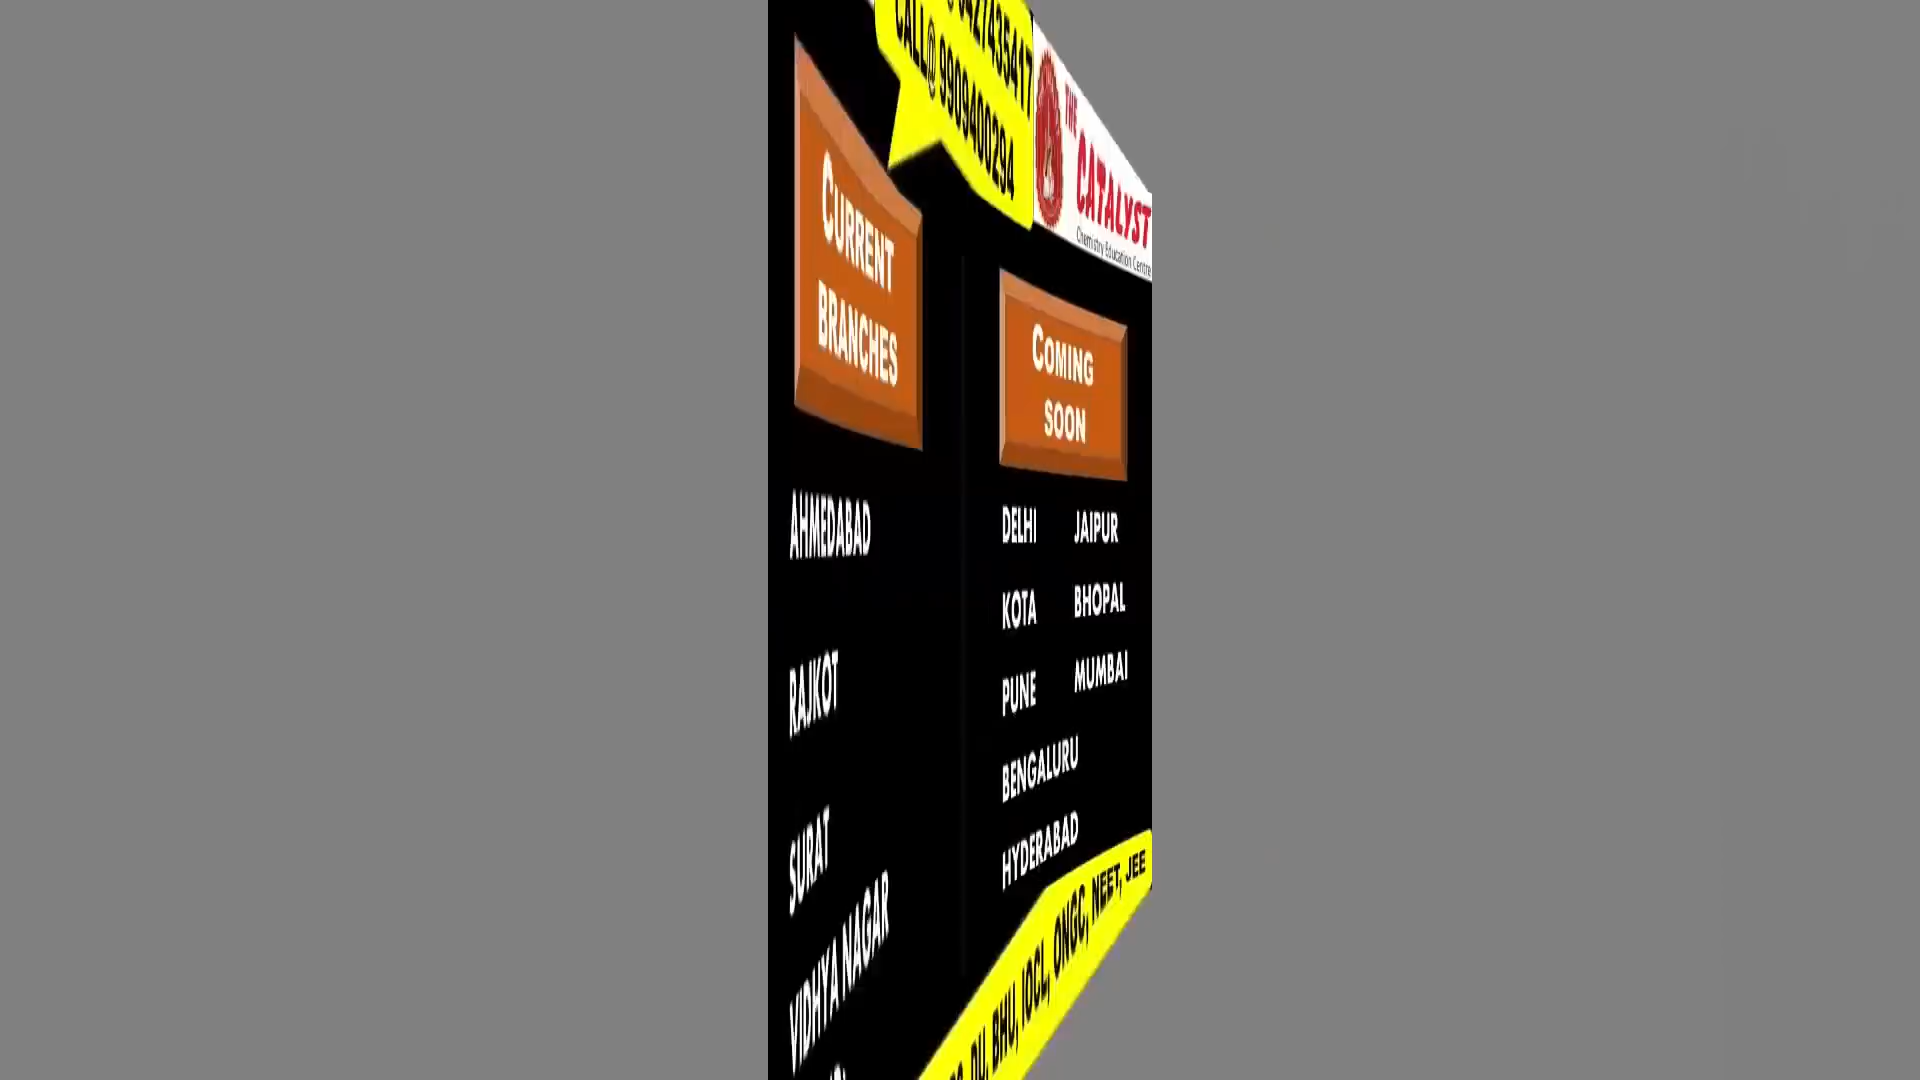 9427435417
CALL@ 9909400294
THE
CATALYST
Chemistry Education Centre
CURRENT
BRANCHES
COMING
SOON
AHMEDABAD
RAJKOT
SURAT
VIDHYA NAGAR
DELHI
JAIPUR
KOTA
BHOPAL
PUNE
MUMBAI
BENGALURU
HYDERABAD
DU, BHU, IOCL, ONGC, NEET, JEE